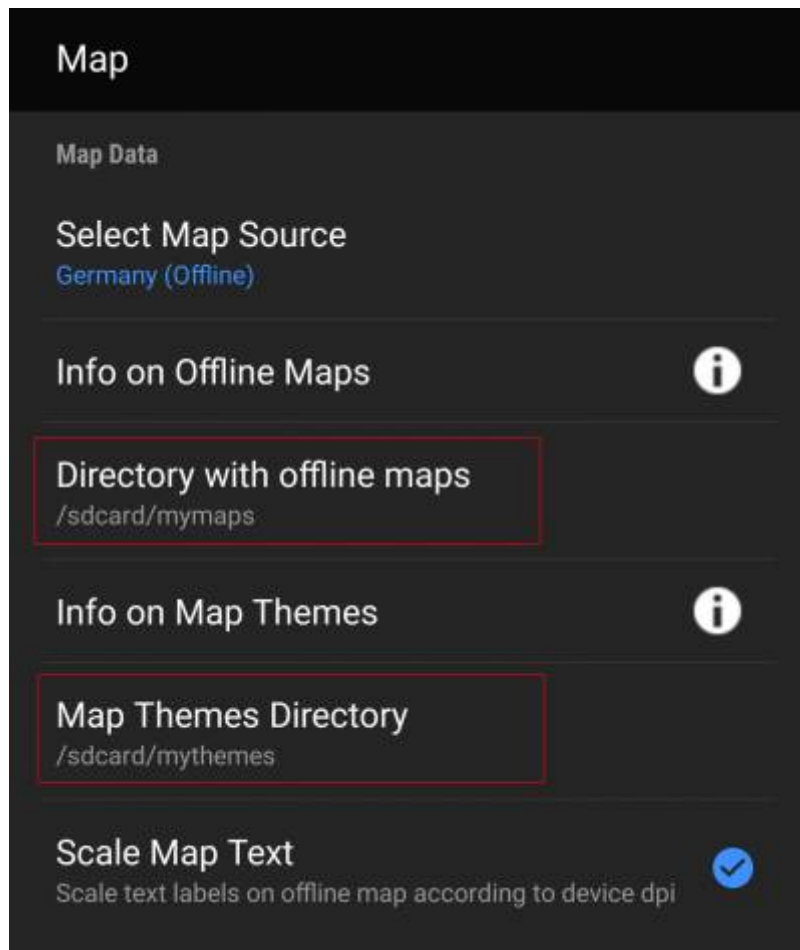 Map
Map Data
Select Map Source
Germany (Offline)
Info on Offline Maps
Directory with offline maps
/sdcard/mymaps
Info on Map Themes
Map Themes Directory
/sdcard/mythemes
Scale Map Text
Scale text labels on offline map according to device dpi